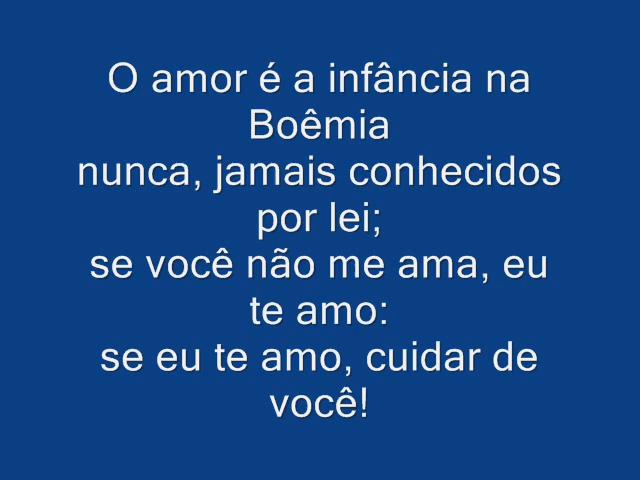 O amor é a infância na
Boêmia
nunca, jamais conhecidos
por lei;
se você não me ama, eu
te amo:
se eu te amo, cuidar de
você!